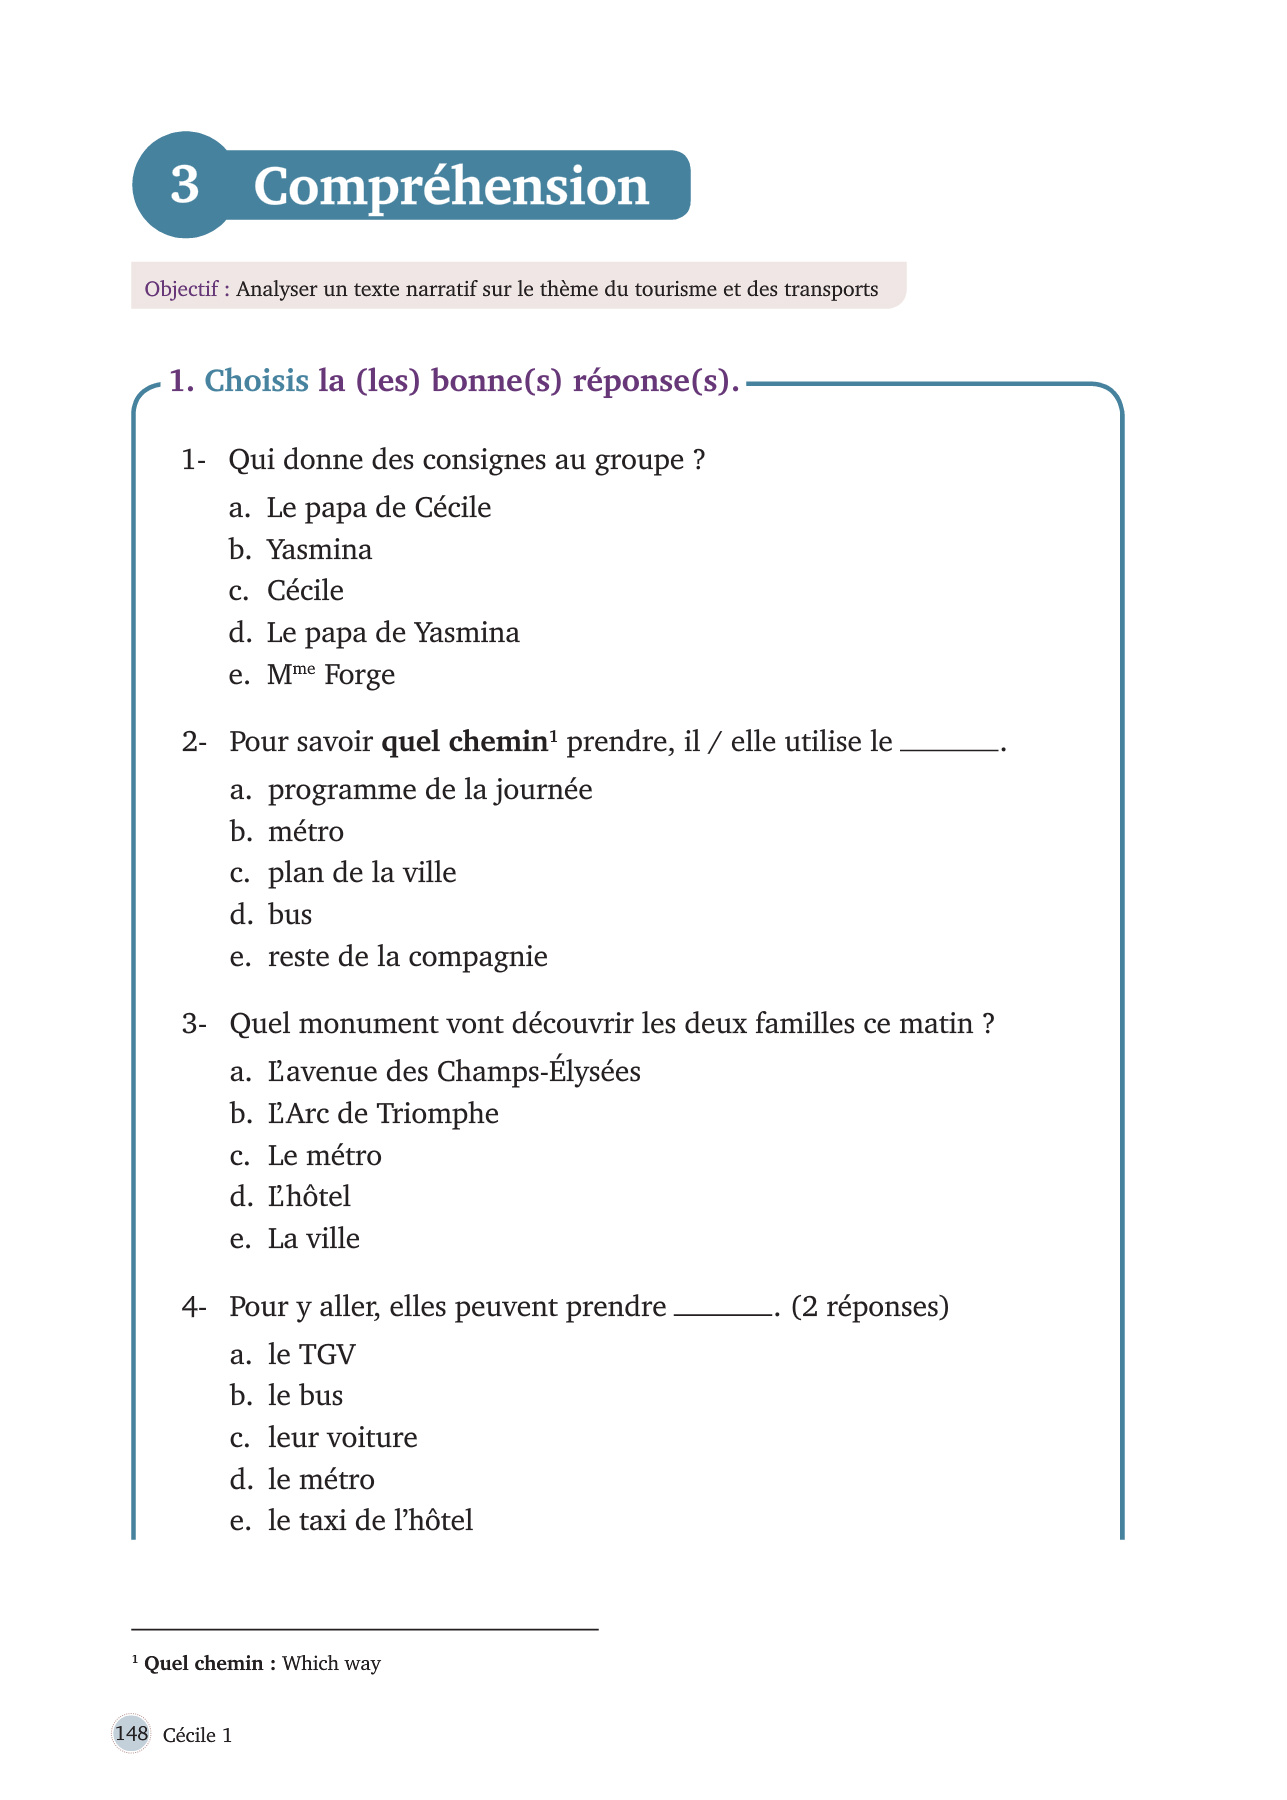 3 Compréhension
Objectif : Analyser un texte narratif sur le thème du tourisme et des transports
1. Choisis la (les) bonne(s) réponse(s).
1- Qui donne des consignes au groupe ?
a. Le papa de Cécile
b. Yasmina
c. Cécile
d. Le papa de Yasmina
e. Mᵐᵉ Forge
2- Pour savoir quel chemin¹ prendre, il / elle utilise le _______.
a. programme de la journée
b. métro
c. plan de la ville
d. bus
e. reste de la compagnie
3- Quel monument vont découvrir les deux familles ce matin ?
a. L’avenue des Champs-Élysées
b. L’Arc de Triomphe
c. Le métro
d. L’hôtel
e. La ville
4- Pour y aller, elles peuvent prendre _______. (2 réponses)
a. le TGV
b. le bus
c. leur voiture
d. le métro
e. le taxi de l’hôtel
¹ Quel chemin : Which way
148 Cécile 1